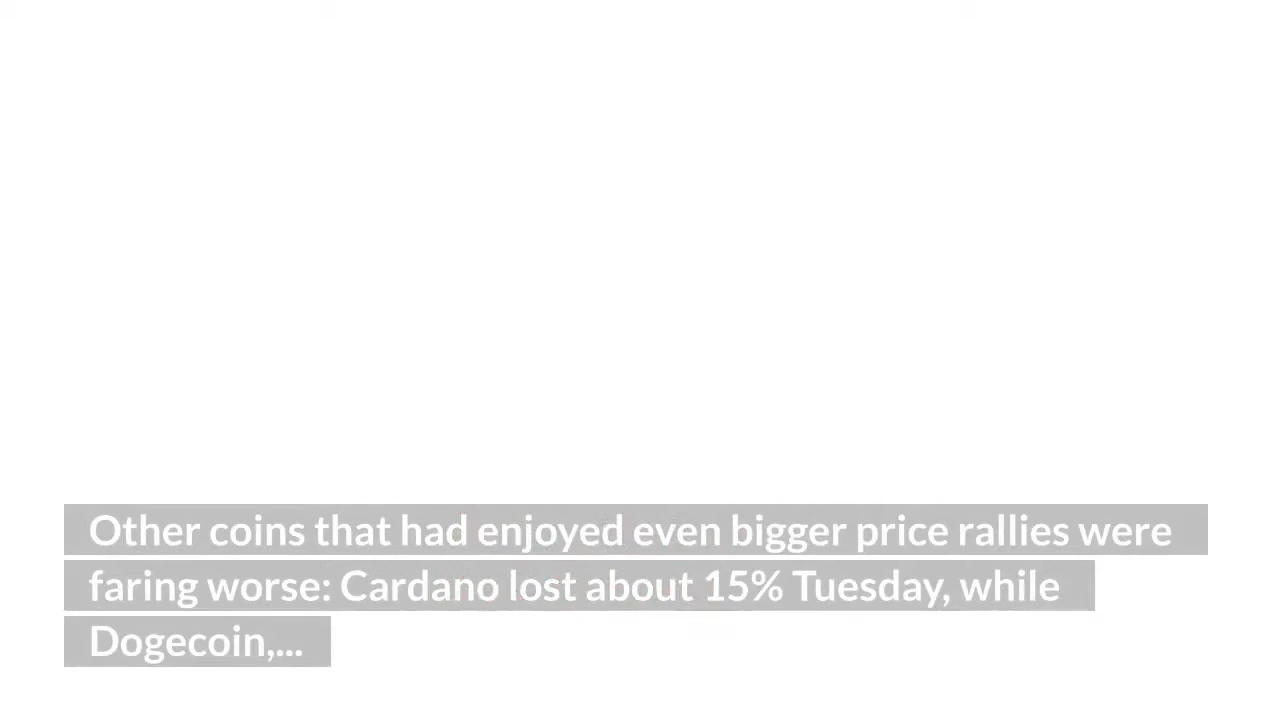 Other coins that had enjoyed even bigger price rallies were
faring worse: Cardano lost about 15% Tuesday, while
Dogecoin,...